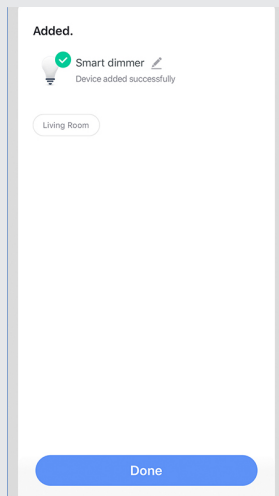 Added.
Smart dimmer
Device added successfully
Living Room
Done